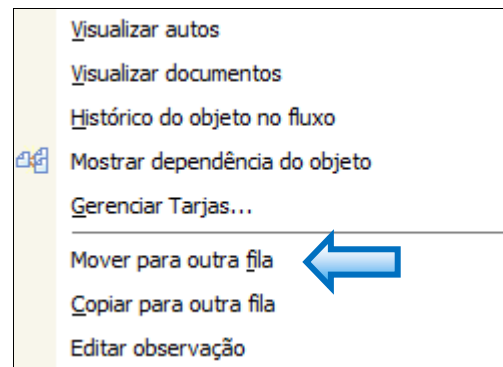 Visualizar autos
Visualizar documentos
Histórico do objeto no fluxo
Mostrar dependência do objeto
Gerenciar Tarjas...
Mover para outra fila
Copiar para outra fila
Editar observação